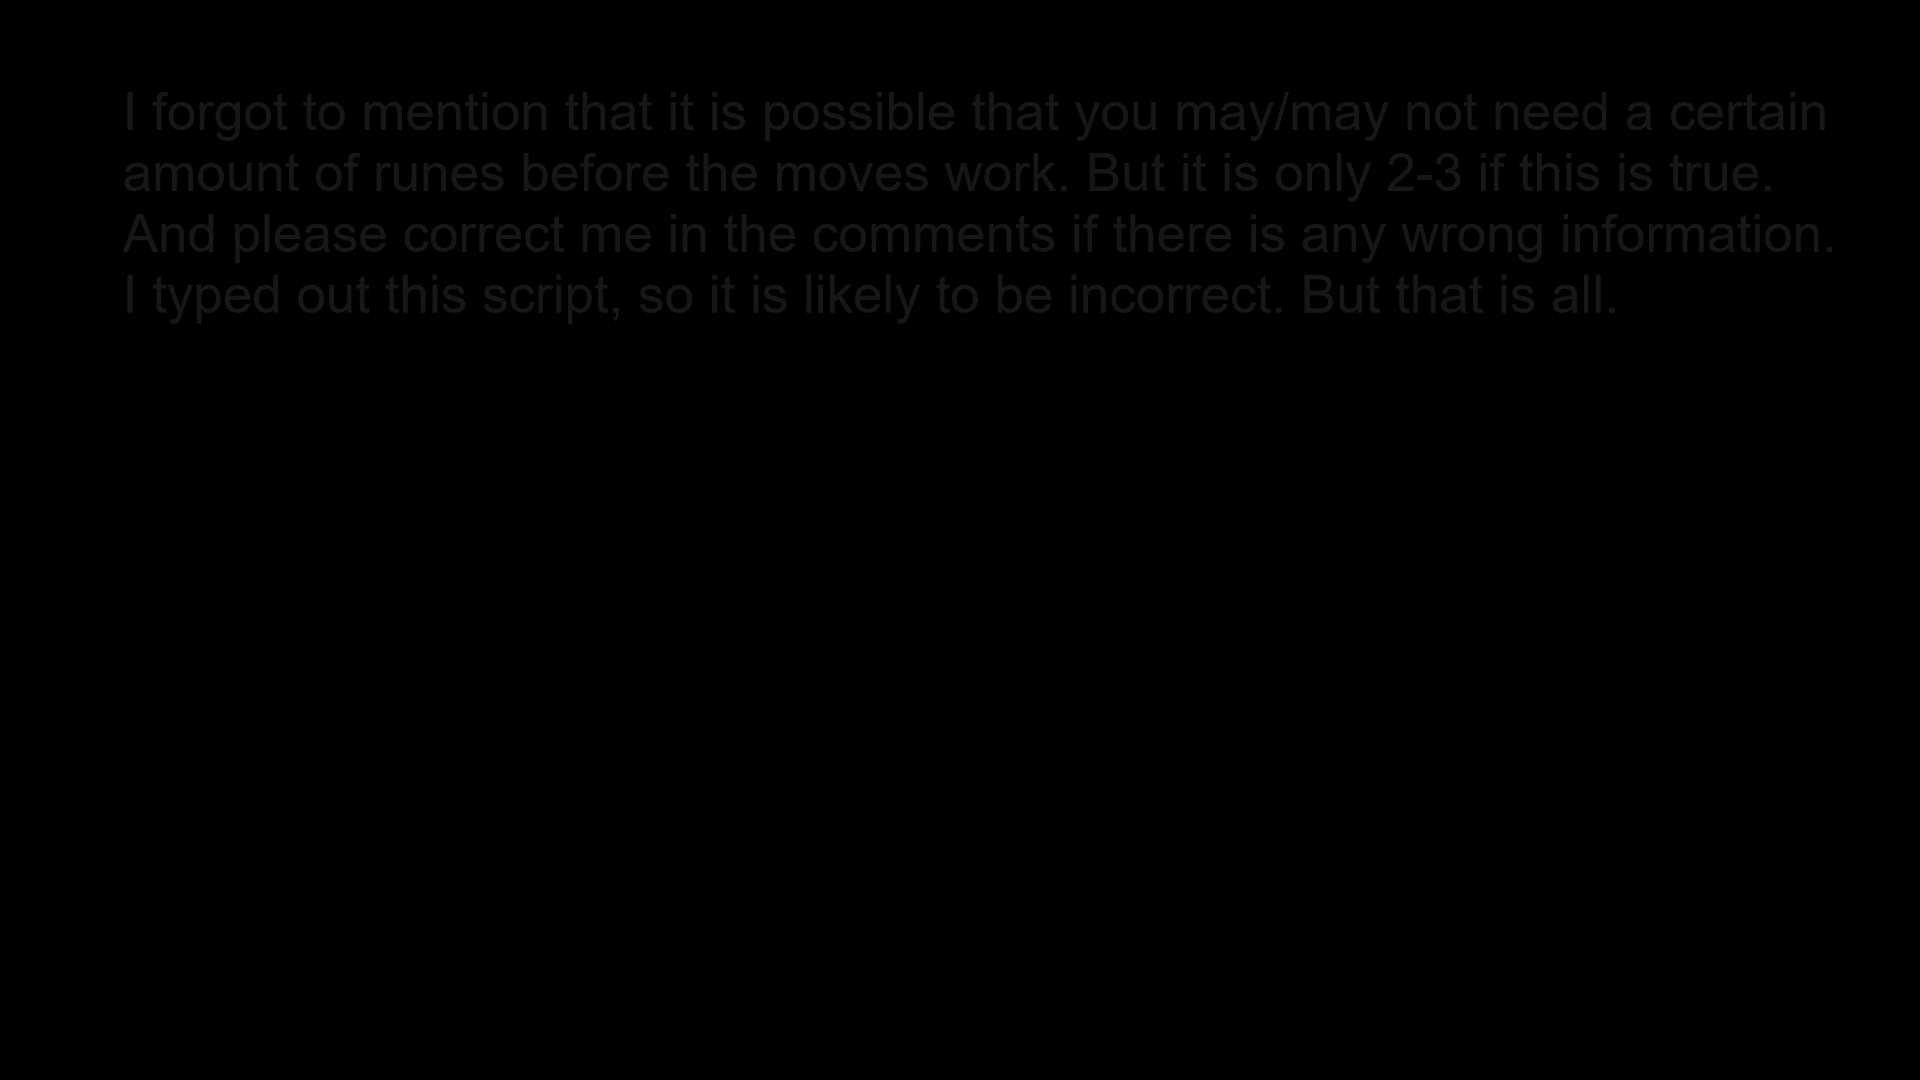 I forgot to mention that it is possible that you may/may not need a certain
amount of runes before the moves work. But it is only 2-3 if this is true.
And please correct me in the comments if there is any wrong information.
I typed out this script, so it is likely to be incorrect. But that is all.